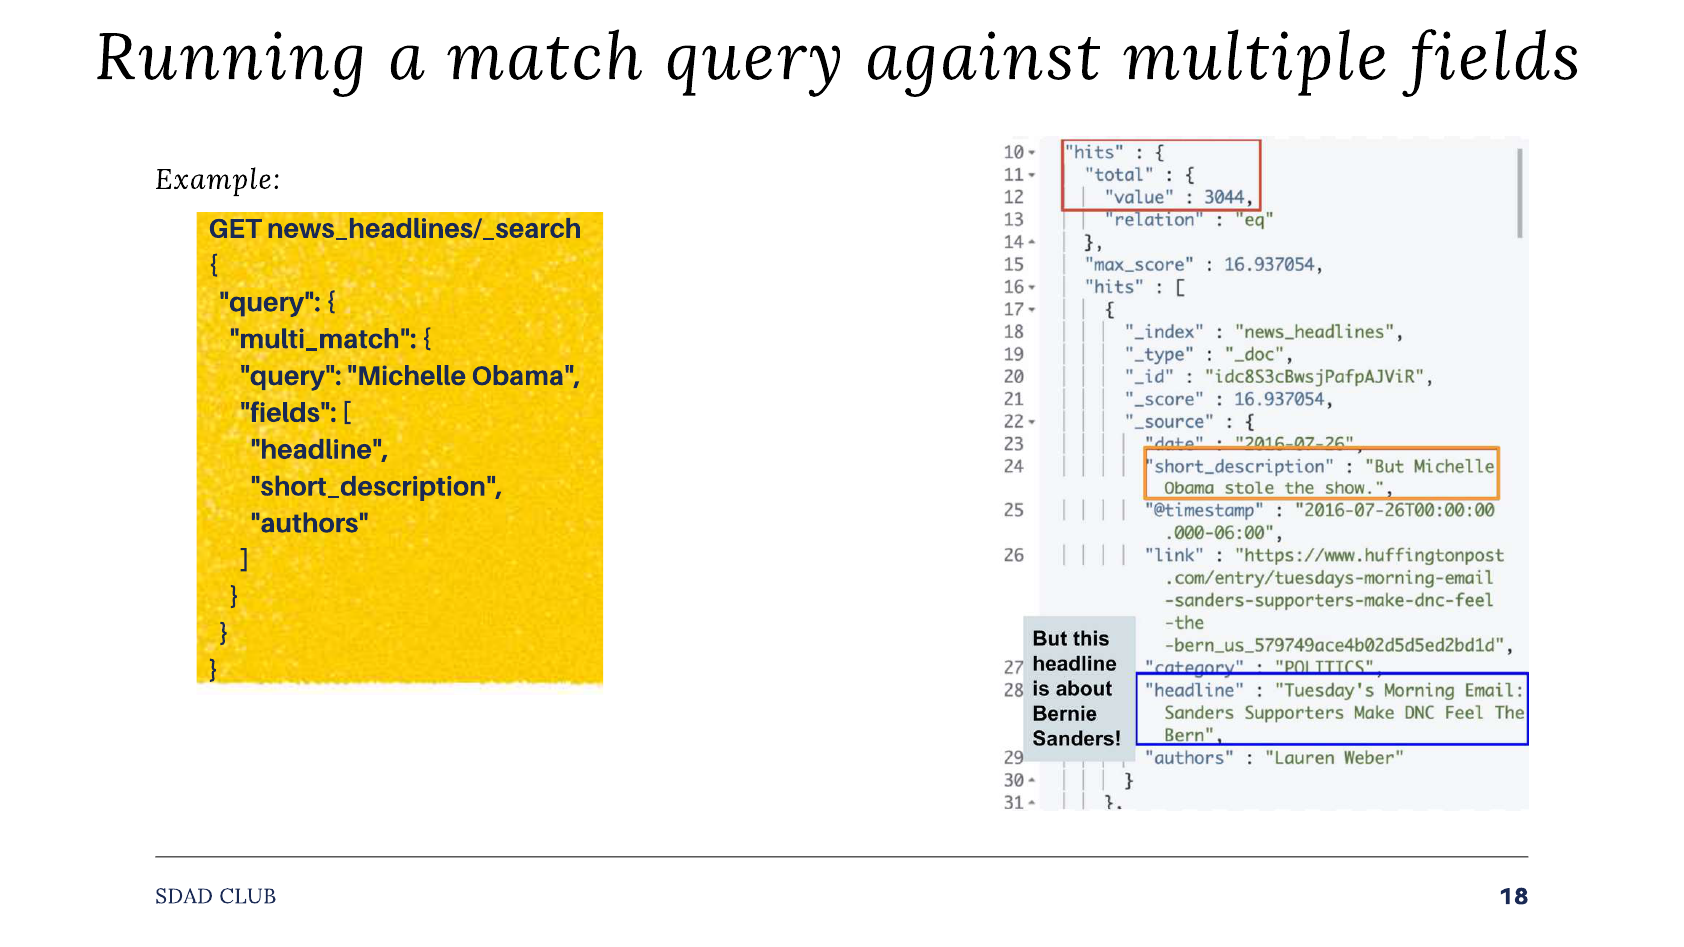 Running a match query against multiple fields
Example:
GET news_headlines/_search
{
"query": {
"multi_match": {
"query": "Michelle Obama",
"fields": [
"headline",
"short_description",
"authors"
]
}
}
}
10 "hits" : {
11 "total" : {
12 "value" : 3044,
13 "relation" : "eq"
14 },
15 "max_score" : 16.937054,
16 "hits" : [
17 {
18 "_index" : "news_headlines",
19 "_type" : "_doc",
20 "_id" : "idc8S3cBwsjPafpAJViR",
21 "_score" : 16.937054,
22 "_source" : {
23 "date" : "2016-07-26",
24 "short_description" : "But Michelle
Obama stole the show.",
25 "@timestamp" : "2016-07-26T00:00:00
.000-06:00",
26 "link" : "https://www.huffingtonpost
.com/entry/tuesdays-morning-email
-sanders-supporters-make-dnc-feel
-the
-bern_us_579749ace4b02d5d5ed2bd1d",
27 "category" : "POLITICS",
28 "headline" : "Tuesday's Morning Email:
Sanders Supporters Make DNC Feel The
Bern",
29 "authors" : "Lauren Weber"
30 }
31 },
But this
headline
is about
Bernie
Sanders!
SDAD CLUB
18